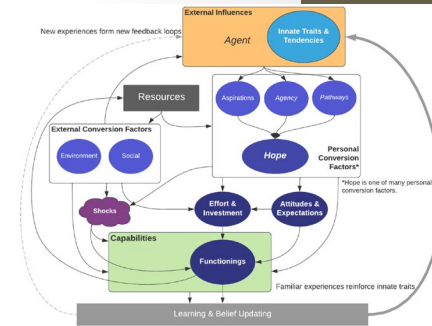 External Influences
New experiences form new feedback loops
Agent
Innate Traits &
Tendencies
Resources
Aspirations
Agency
Pathways
External Conversion Factors
Environment
Social
Hope
Personal
Conversion
Factors*
*Hope is one of many personal
conversion factors.
Shocks
Effort &
Investment
Attitudes &
Expectations
Capabilities
Functionings
Familiar experiences reinforce innate traits
Learning & Belief Updating